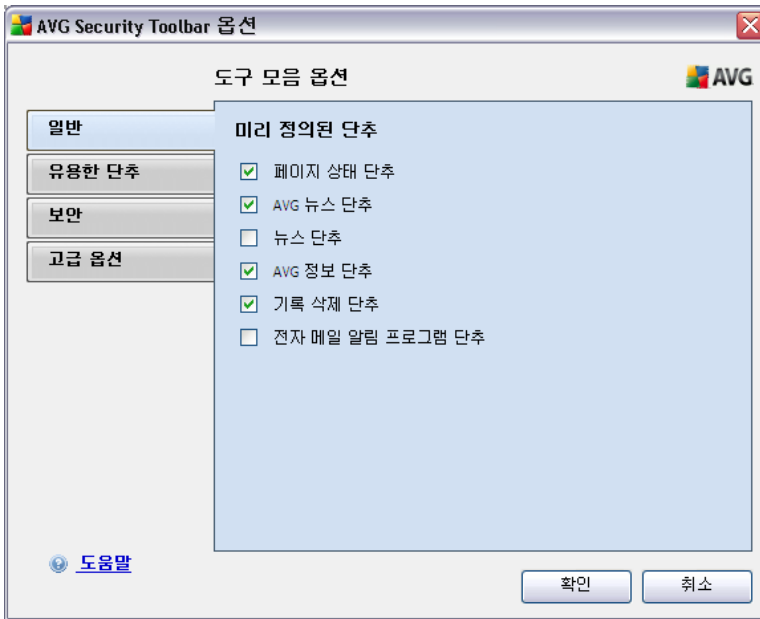 AVG Security Toolbar 옵션
도구 모음 옵션
AVG
일반
유용한 단추
보안
고급 옵션
미리 정의된 단추
페이지 상태 단추
AVG 뉴스 단추
뉴스 단추
AVG 정보 단추
기록 삭제 단추
전자 메일 알림 프로그램 단추
도움말
확인
취소